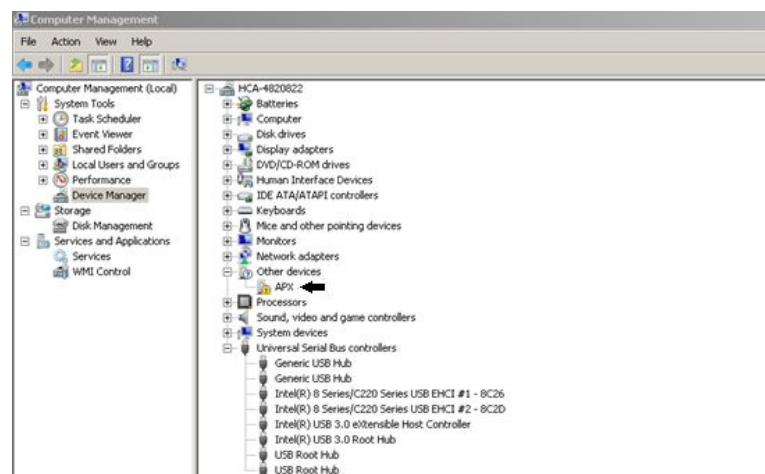 Computer Management
File Action View Help
Computer Management (Local)
System Tools
Task Scheduler
Event Viewer
Shared Folders
Local Users and Groups
Performance
Device Manager
Storage
Disk Management
Services and Applications
Services
WMI Control
HCA-4820822
Batteries
Computer
Disk drives
Display adapters
DVD/CD-ROM drives
Human Interface Devices
IDE ATA/ATAPI controllers
Keyboards
Mice and other pointing devices
Monitors
Network adapters
Other devices
APX
Processors
Sound, video and game controllers
System devices
Universal Serial Bus controllers
Generic USB Hub
Generic USB Hub
Intel(R) 8 Series/C220 Series USB EHCI #1 - 8C26
Intel(R) 8 Series/C220 Series USB EHCI #2 - 8C2D
Intel(R) USB 3.0 eXtensible Host Controller
Intel(R) USB 3.0 Root Hub
USB Root Hub
USB Root Hub